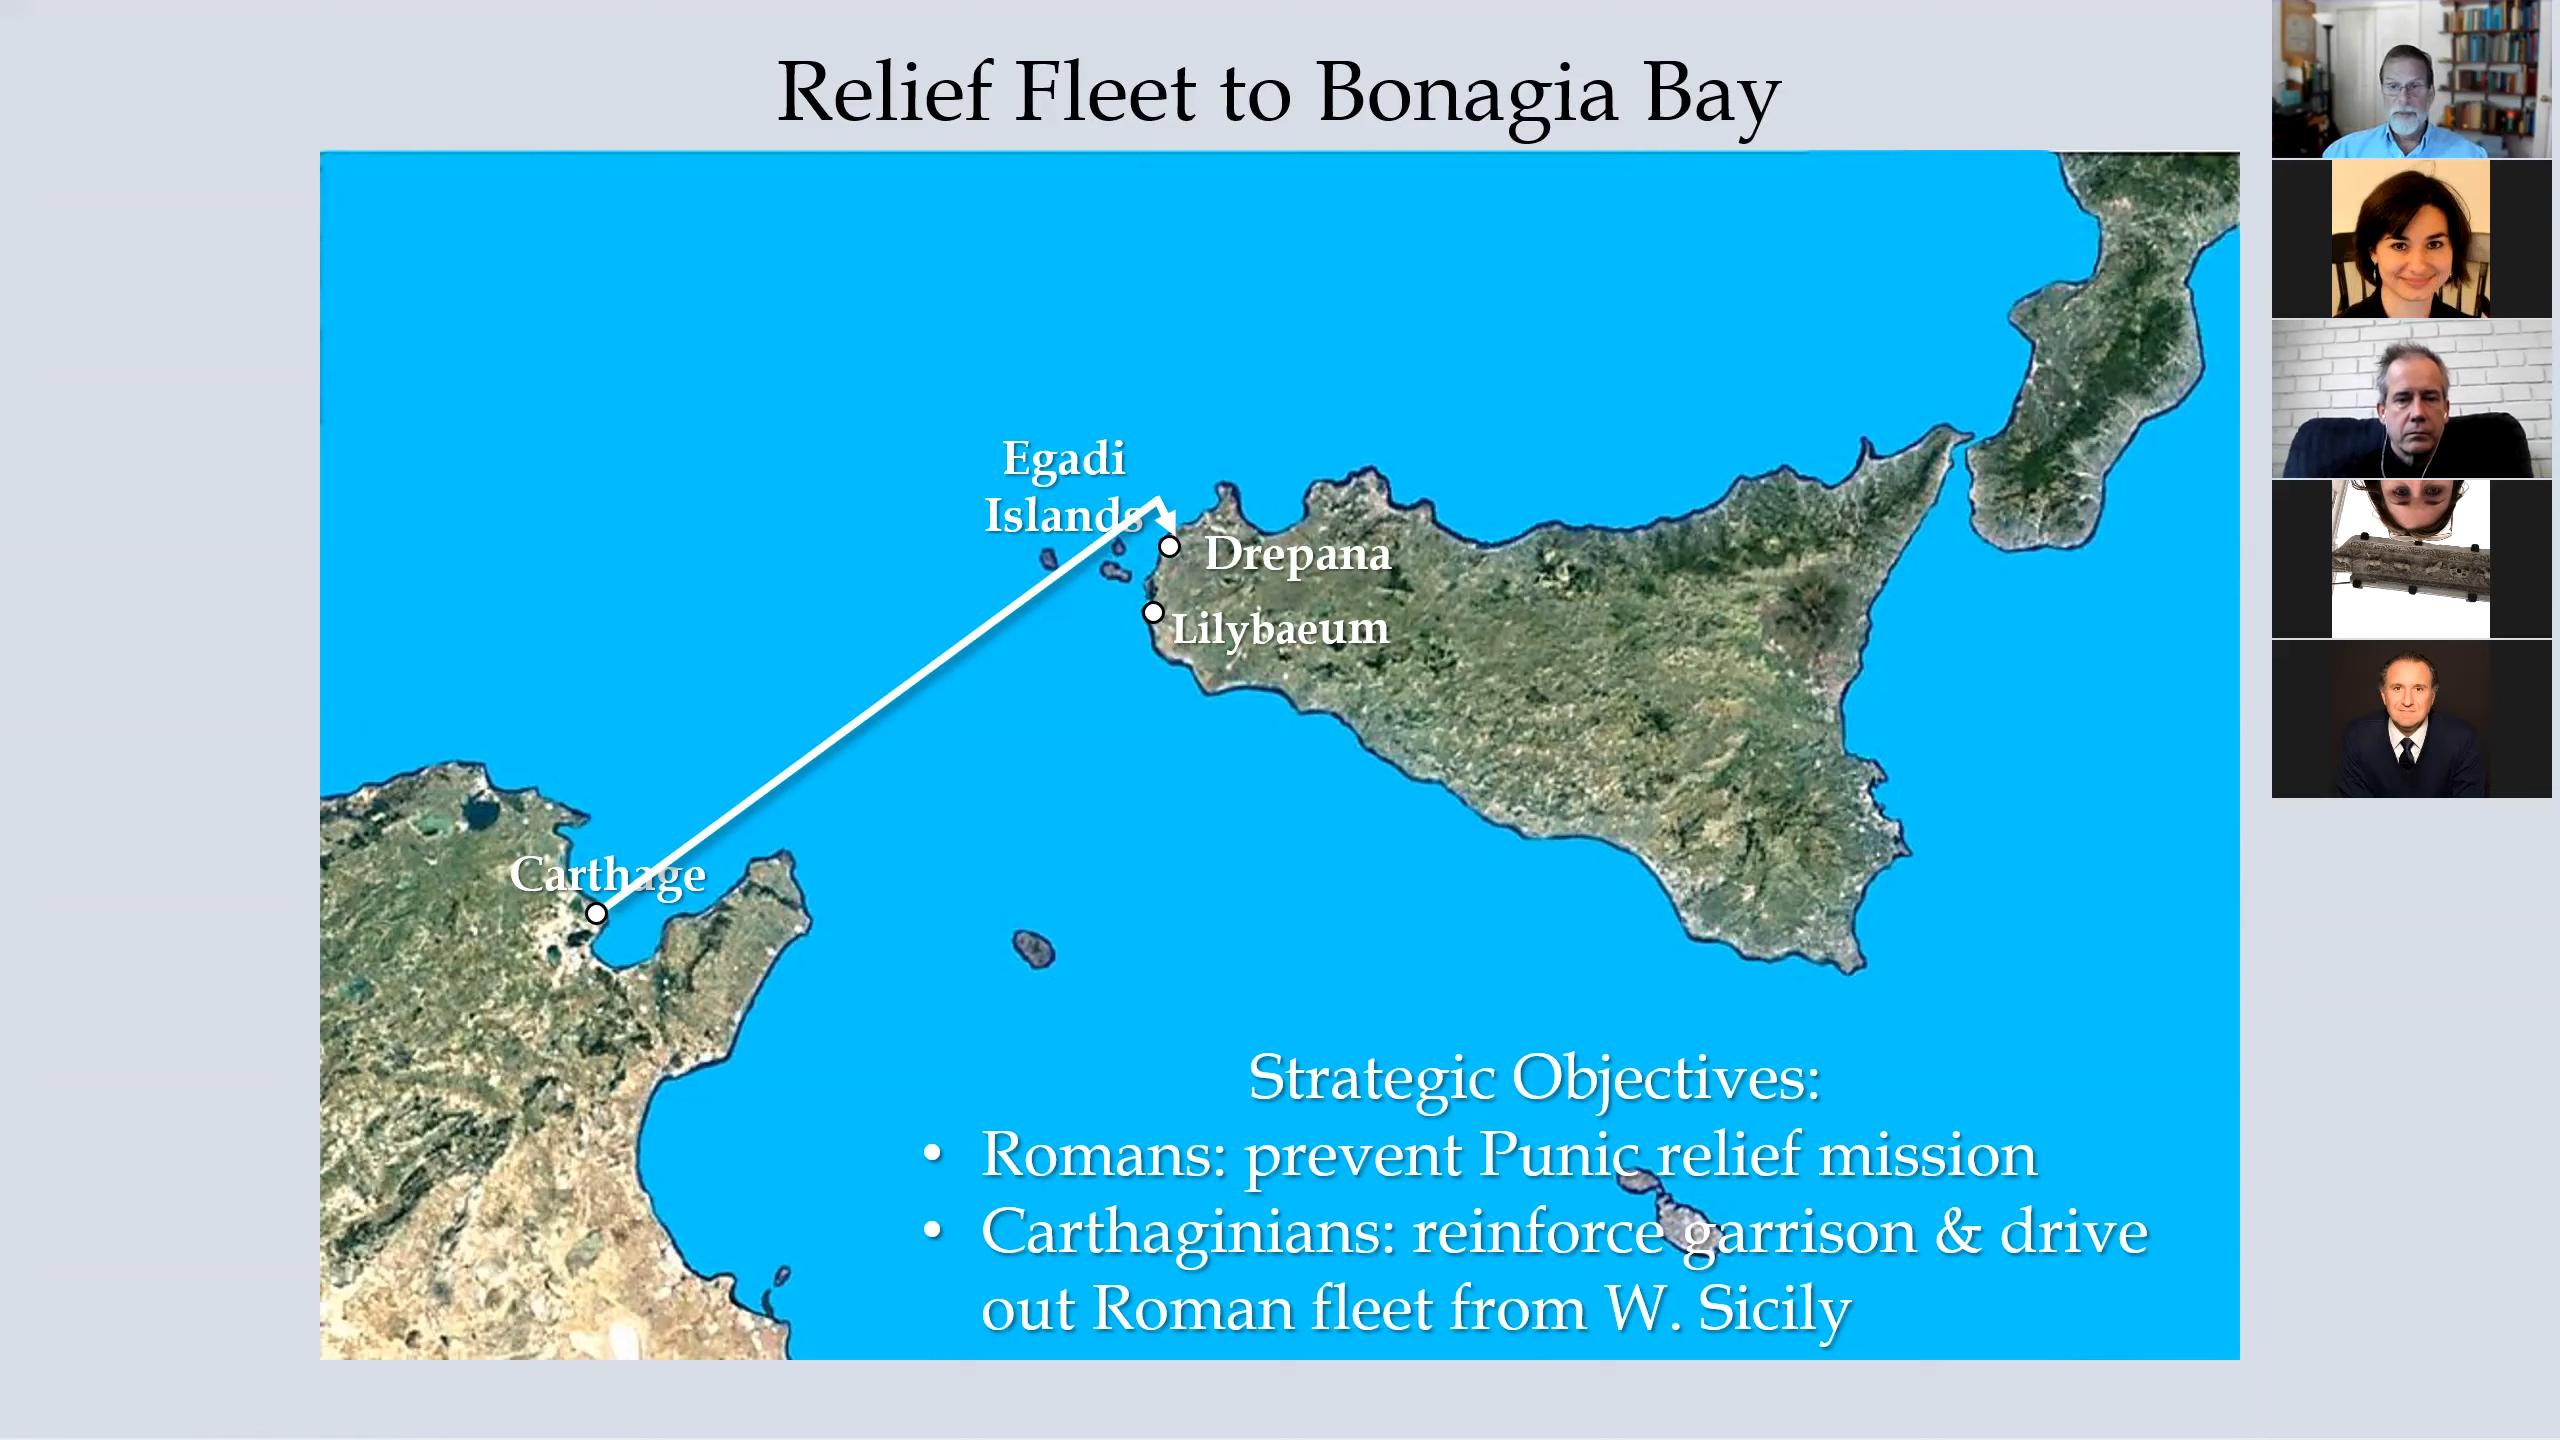 Relief Fleet to Bonagia Bay
Egadi
Islands
Drepana
Lilybaeum
Carthage
Strategic Objectives:
• Romans: prevent Punic relief mission
• Carthaginians: reinforce garrison & drive
out Roman fleet from W. Sicily